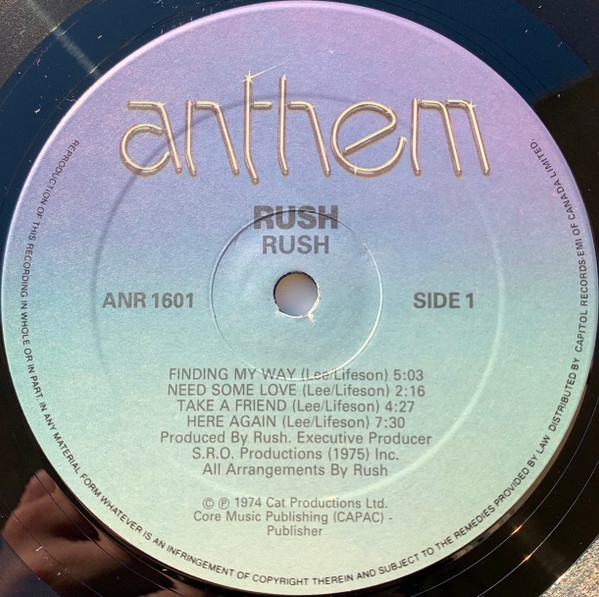 anthem
RUSH
RUSH
ANR 1601
SIDE 1
FINDING MY WAY (Lee/Lifeson) 5:03
NEED SOME LOVE (Lee/Lifeson) 2:16
TAKE A FRIEND (Lee/Lifeson) 4:27
HERE AGAIN (Lee/Lifeson) 7:30
Produced By Rush. Executive Producer
S.R.O. Productions (1975) Inc.
All Arrangements By Rush
© ℗ 1974 Cat Productions Ltd.
Core Music Publishing (CAPAC) -
Publisher
REPRODUCTION OF THIS RECORDING IN WHOLE OR IN PART, IN ANY MATERIAL FORM WHATEVER IS AN INFRINGEMENT OF COPYRIGHT THEREIN AND SUBJECT TO THE REMEDIES PROVIDED BY LAW DISTRIBUTED BY CAPITOL RECORDS-EMI OF CANADA LIMITED.